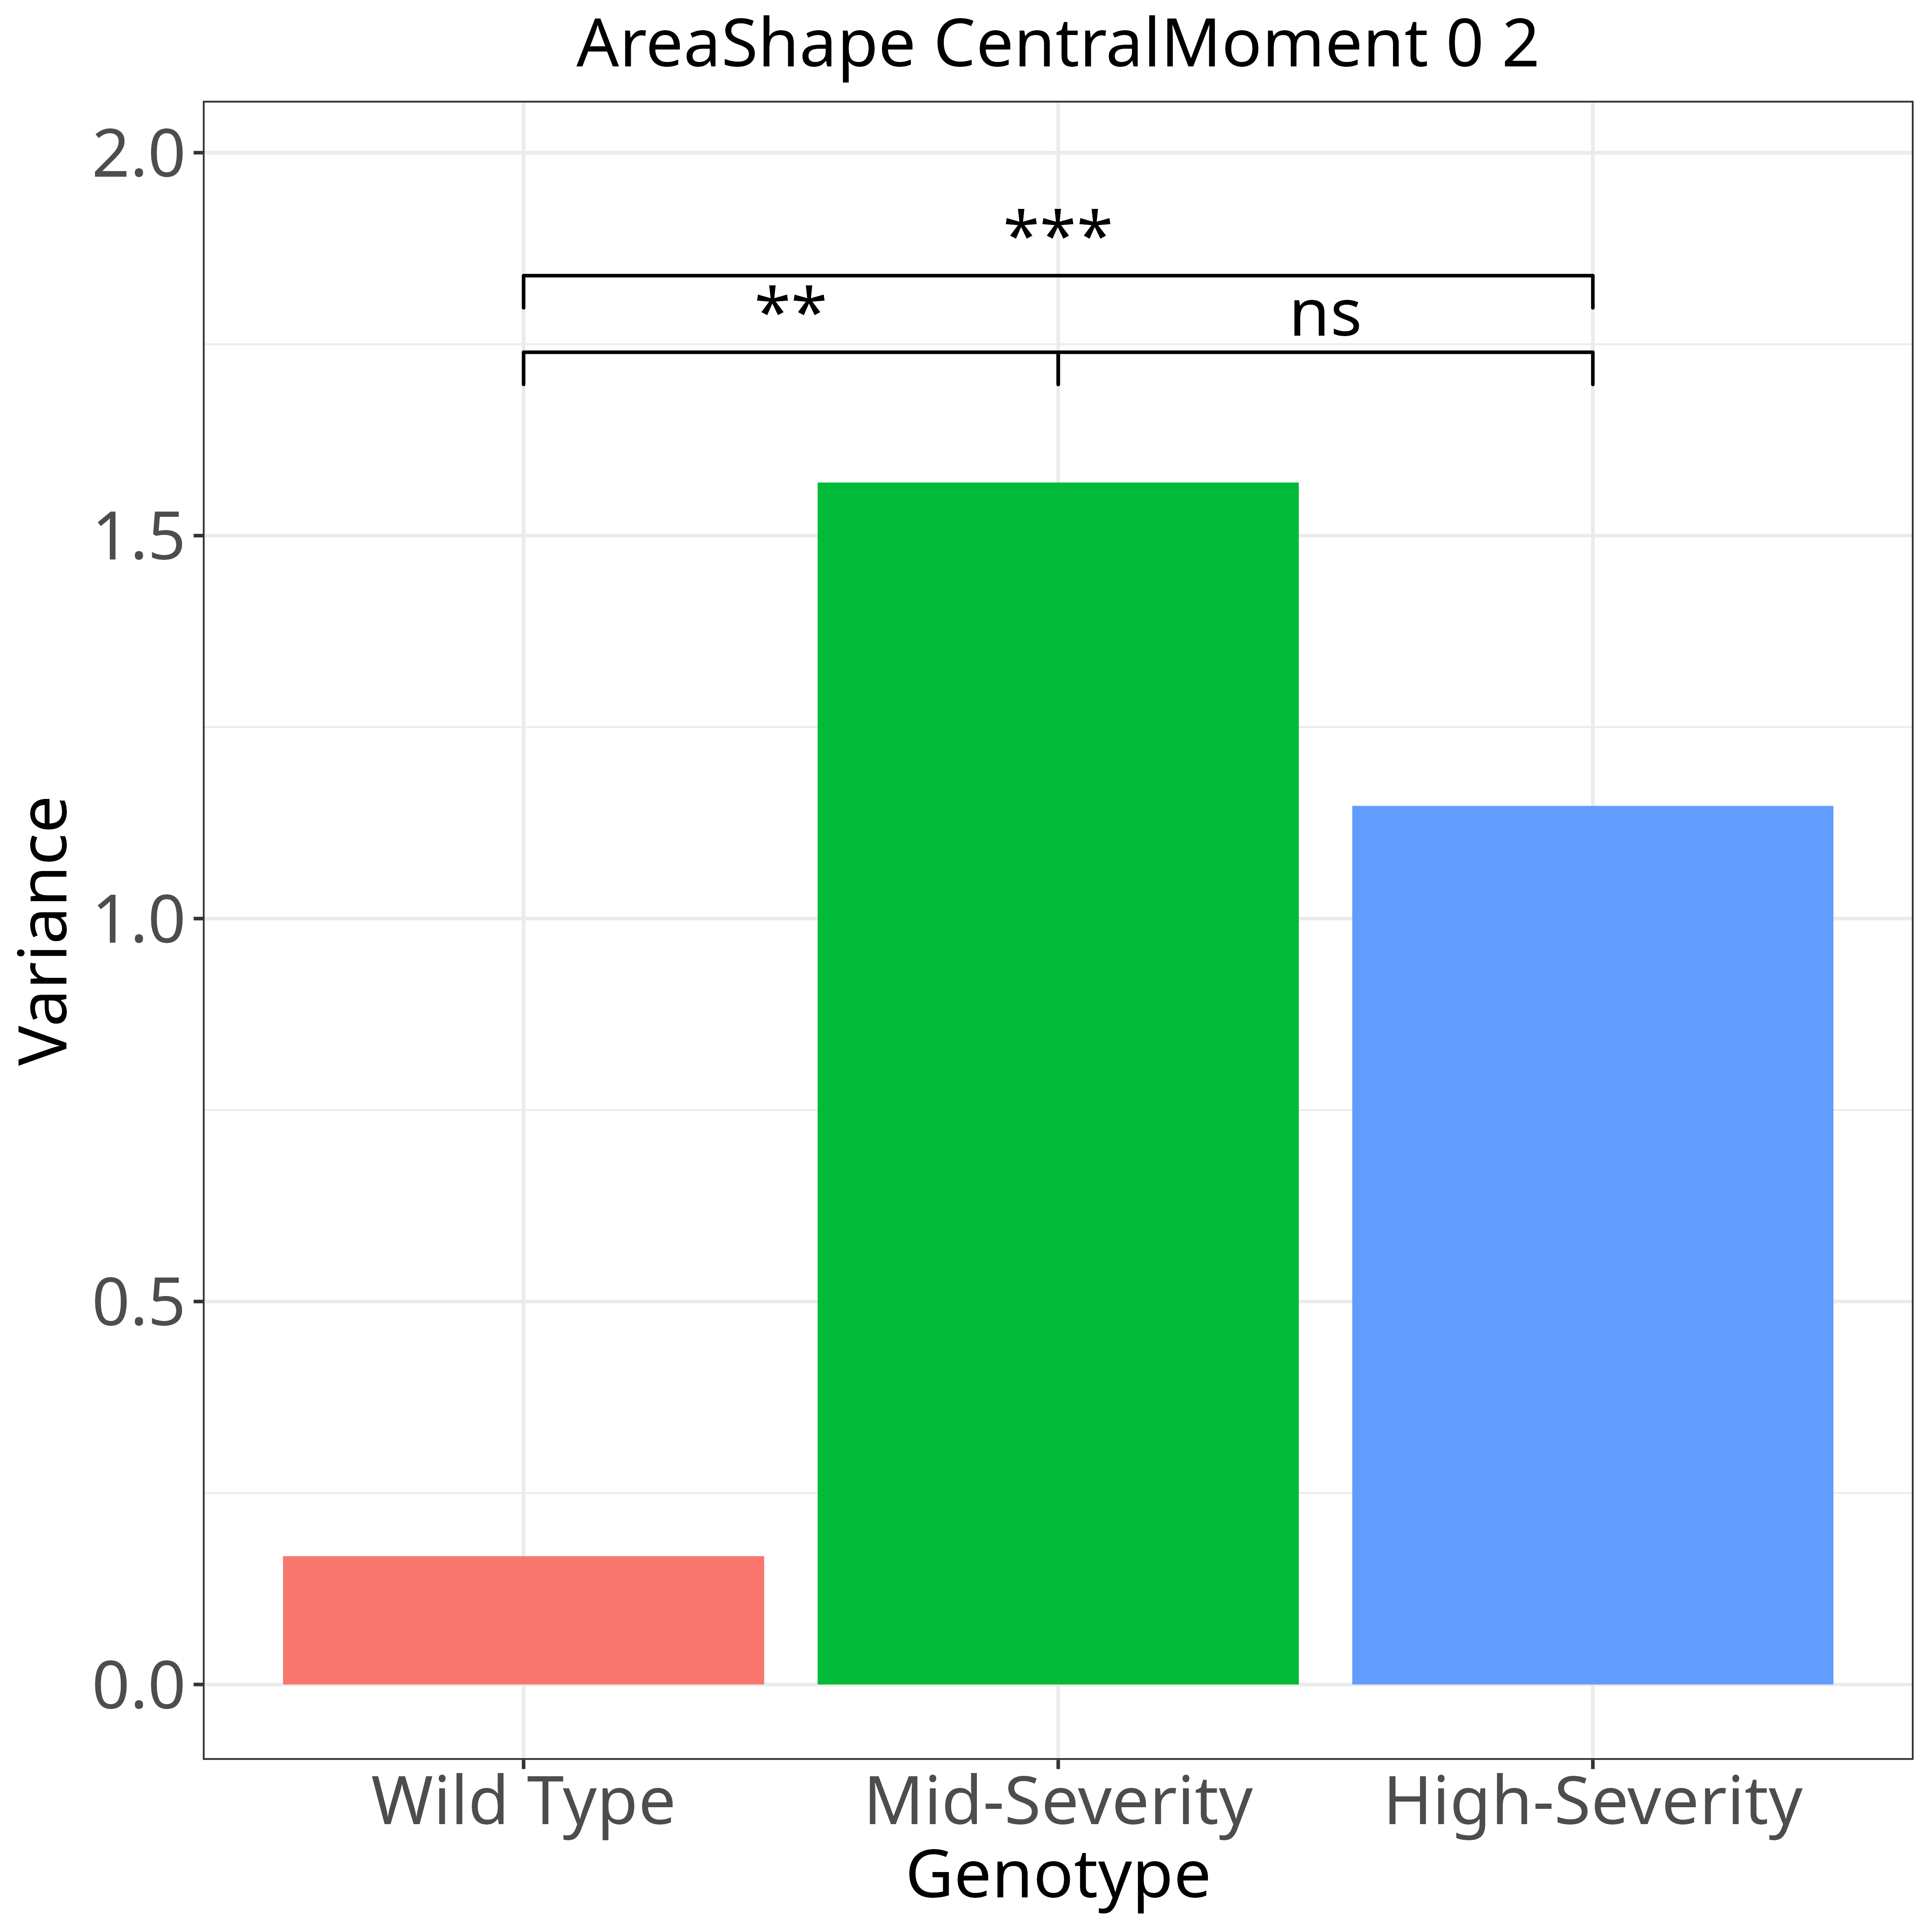 AreaShape CentralMoment 0 2
2.0
***
**
ns
1.5
1.0
0.5
0.0
Variance
Wild Type Mid-Severity High-Severity
Genotype